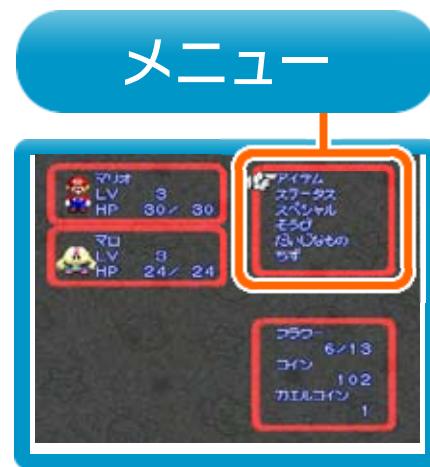 メニュー
マリオ
LV 3
HP 30/ 30
マロ
LV 3
HP 24/ 24
アイテム
ステータス
スペシャル
そうび
だいじなもの
ちず
フラワー
6/13
コイン
102
カエルコイン
1